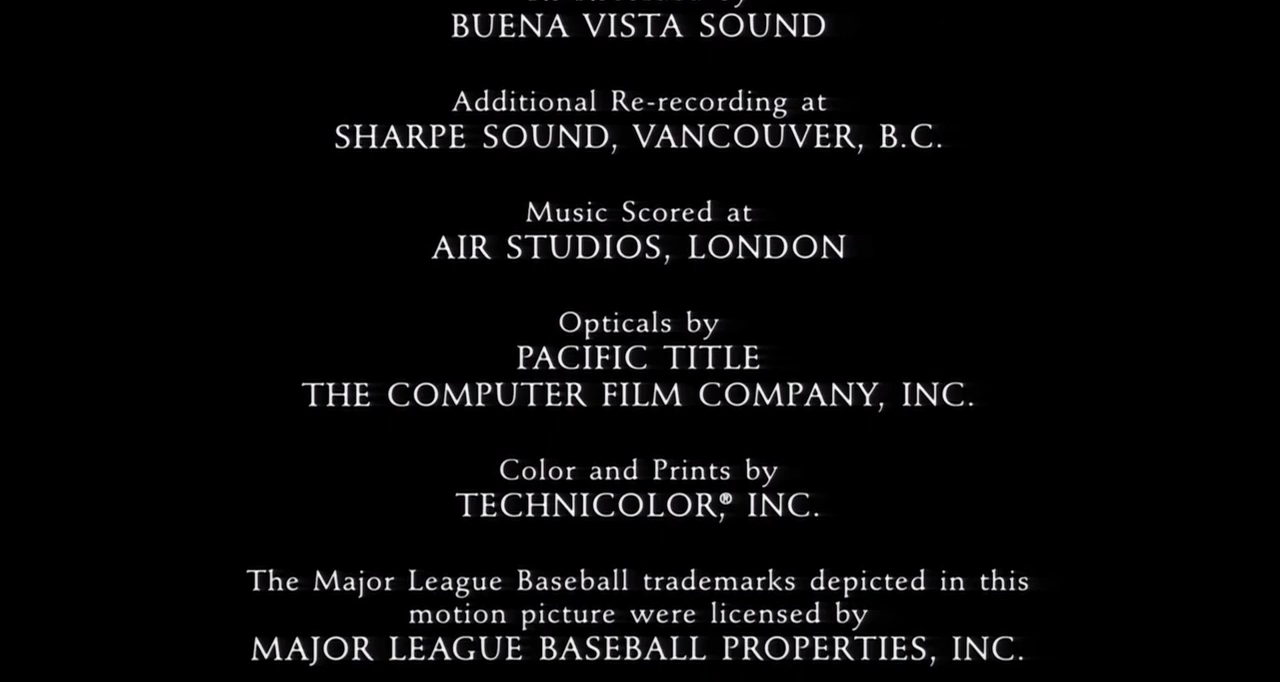 BUENA VISTA SOUND
Additional Re-recording at
SHARPE SOUND, VANCOUVER, B.C.
Music Scored at
AIR STUDIOS, LONDON
Opticals by
PACIFIC TITLE
THE COMPUTER FILM COMPANY, INC.
Color and Prints by
TECHNICOLOR,® INC.
The Major League Baseball trademarks depicted in this
motion picture were licensed by
MAJOR LEAGUE BASEBALL PROPERTIES, INC.